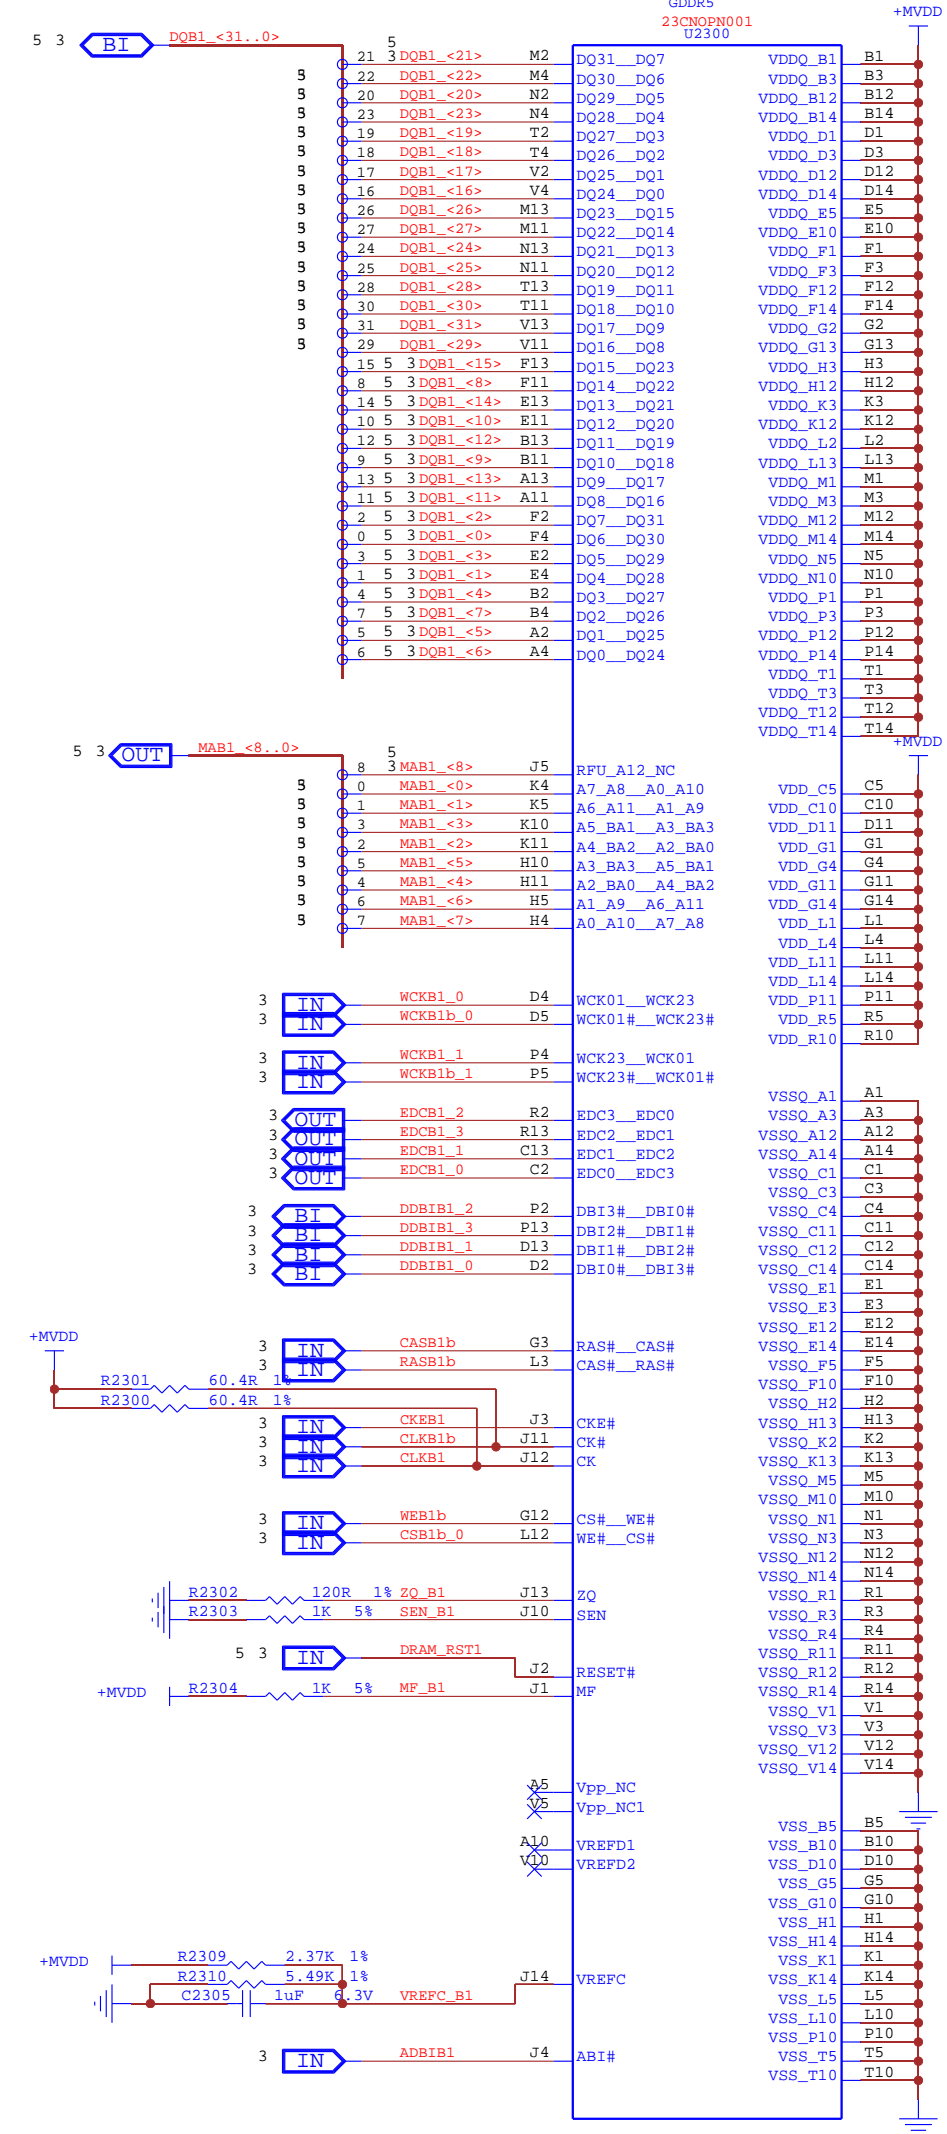 GDDR5
23CNOPN001
U2300
+MVDD
5 3 BI DQB1_<31..0>
5
21 3 DQB1_<21> M2 DQ31__DQ7 VDDQ_B1 B1
3 22 DQB1_<22> M4 DQ30__DQ6 VDDQ_B3 B3
3 20 DQB1_<20> N2 DQ29__DQ5 VDDQ_B12 B12
3 23 DQB1_<23> N4 DQ28__DQ4 VDDQ_B14 B14
3 19 DQB1_<19> T2 DQ27__DQ3 VDDQ_D1 D1
3 18 DQB1_<18> T4 DQ26__DQ2 VDDQ_D3 D3
3 17 DQB1_<17> V2 DQ25__DQ1 VDDQ_D12 D12
3 16 DQB1_<16> V4 DQ24__DQ0 VDDQ_D14 D14
3 26 DQB1_<26> M13 DQ23__DQ15 VDDQ_E5 E5
3 27 DQB1_<27> M11 DQ22__DQ14 VDDQ_E10 E10
3 24 DQB1_<24> N13 DQ21__DQ13 VDDQ_F1 F1
3 25 DQB1_<25> N11 DQ20__DQ12 VDDQ_F3 F3
3 28 DQB1_<28> T13 DQ19__DQ11 VDDQ_F12 F12
3 30 DQB1_<30> T11 DQ18__DQ10 VDDQ_F14 F14
3 31 DQB1_<31> V13 DQ17__DQ9 VDDQ_G2 G2
3 29 DQB1_<29> V11 DQ16__DQ8 VDDQ_G13 G13
15 5 3 DQB1_<15> F13 DQ15__DQ23 VDDQ_H3 H3
8 5 3 DQB1_<8> F11 DQ14__DQ22 VDDQ_H12 H12
14 5 3 DQB1_<14> E13 DQ13__DQ21 VDDQ_K3 K3
10 5 3 DQB1_<10> E11 DQ12__DQ20 VDDQ_K12 K12
12 5 3 DQB1_<12> B13 DQ11__DQ19 VDDQ_L2 L2
9 5 3 DQB1_<9> B11 DQ10__DQ18 VDDQ_L13 L13
13 5 3 DQB1_<13> A13 DQ9__DQ17 VDDQ_M1 M1
11 5 3 DQB1_<11> A11 DQ8__DQ16 VDDQ_M3 M3
2 5 3 DQB1_<2> F2 DQ7__DQ31 VDDQ_M12 M12
0 5 3 DQB1_<0> F4 DQ6__DQ30 VDDQ_M14 M14
3 5 3 DQB1_<3> E2 DQ5__DQ29 VDDQ_N5 N5
1 5 3 DQB1_<1> E4 DQ4__DQ28 VDDQ_N10 N10
4 5 3 DQB1_<4> B2 DQ3__DQ27 VDDQ_P1 P1
7 5 3 DQB1_<7> B4 DQ2__DQ26 VDDQ_P3 P3
5 5 3 DQB1_<5> A2 DQ1__DQ25 VDDQ_P12 P12
6 5 3 DQB1_<6> A4 DQ0__DQ24 VDDQ_P14 P14
VDDQ_T1 T1
VDDQ_T3 T3
VDDQ_T12 T12
VDDQ_T14 T14
+MVDD
5 3 OUT MAB1_<8..0>
5
8 3 MAB1_<8> J5 RFU_A12_NC
3 0 MAB1_<0> K4 A7_A8__A0_A10 VDD_C5 C5
3 1 MAB1_<1> K5 A6_A11__A1_A9 VDD_C10 C10
3 3 MAB1_<3> K10 A5_BA1__A3_BA3 VDD_D11 D11
3 2 MAB1_<2> K11 A4_BA2__A2_BA0 VDD_G1 G1
3 5 MAB1_<5> H10 A3_BA3__A5_BA1 VDD_G4 G4
3 4 MAB1_<4> H11 A2_BA0__A4_BA2 VDD_G11 G11
3 6 MAB1_<6> H5 A1_A9__A6_A11 VDD_G14 G14
3 7 MAB1_<7> H4 A0_A10__A7_A8 VDD_L1 L1
VDD_L4 L4
VDD_L11 L11
VDD_L14 L14
3 IN WCKB1_0 D4 WCK01__WCK23 VDD_P11 P11
3 IN WCKB1b_0 D5 WCK01#__WCK23# VDD_R5 R5
VDD_R10 R10
3 IN WCKB1_1 P4 WCK23__WCK01
3 IN WCKB1b_1 P5 WCK23#__WCK01#
VSSQ_A1 A1
3 OUT EDCB1_2 R2 EDC3__EDC0 VSSQ_A3 A3
3 OUT EDCB1_3 R13 EDC2__EDC1 VSSQ_A12 A12
3 OUT EDCB1_1 C13 EDC1__EDC2 VSSQ_A14 A14
3 OUT EDCB1_0 C2 EDC0__EDC3 VSSQ_C1 C1
VSSQ_C3 C3
3 BI DDBIB1_2 P2 DBI3#__DBI0# VSSQ_C4 C4
3 BI DDBIB1_3 P13 DBI2#__DBI1# VSSQ_C11 C11
3 BI DDBIB1_1 D13 DBI1#__DBI2# VSSQ_C12 C12
3 BI DDBIB1_0 D2 DBI0#__DBI3# VSSQ_C14 C14
VSSQ_E1 E1
VSSQ_E3 E3
VSSQ_E12 E12
+MVDD
3 IN CASB1b G3 RAS#__CAS# VSSQ_E14 E14
3 IN RASB1b L3 CAS#__RAS# VSSQ_F5 F5
R2301 60.4R 1% VSSQ_F10 F10
R2300 60.4R 1% VSSQ_H2 H2
3 IN CKEB1 J3 CKE# VSSQ_H13 H13
3 IN CLKB1b J11 CK# VSSQ_K2 K2
3 IN CLKB1 J12 CK VSSQ_K13 K13
VSSQ_M5 M5
VSSQ_M10 M10
3 IN WEB1b G12 CS#__WE# VSSQ_N1 N1
3 IN CSB1b_0 L12 WE#__CS# VSSQ_N3 N3
VSSQ_N12 N12
VSSQ_N14 N14
R2302 120R 1% ZQ_B1 J13 ZQ VSSQ_R1 R1
R2303 1K 5% SEN_B1 J10 SEN VSSQ_R3 R3
VSSQ_R4 R4
5 3 IN DRAM_RST1 VSSQ_R11 R11
J2 RESET# VSSQ_R12 R12
+MVDD R2304 1K 5% MF_B1 J1 MF VSSQ_R14 R14
VSSQ_V1 V1
VSSQ_V3 V3
VSSQ_V12 V12
VSSQ_V14 V14
A5 Vpp_NC
V5 Vpp_NC1
VSS_B5 B5
A10 VREFD1 VSS_B10 B10
V10 VREFD2 VSS_D10 D10
VSS_G5 G5
VSS_G10 G10
VSS_H1 H1
VSS_H14 H14
+MVDD R2309 2.37K 1% VSS_K1 K1
R2310 5.49K 1% J14 VREFC VSS_K14 K14
C2305 1uF 6.3V VREFC_B1 VSS_L5 L5
VSS_L10 L10
VSS_P10 P10
3 IN ADBIB1 J4 ABI# VSS_T5 T5
VSS_T10 T10